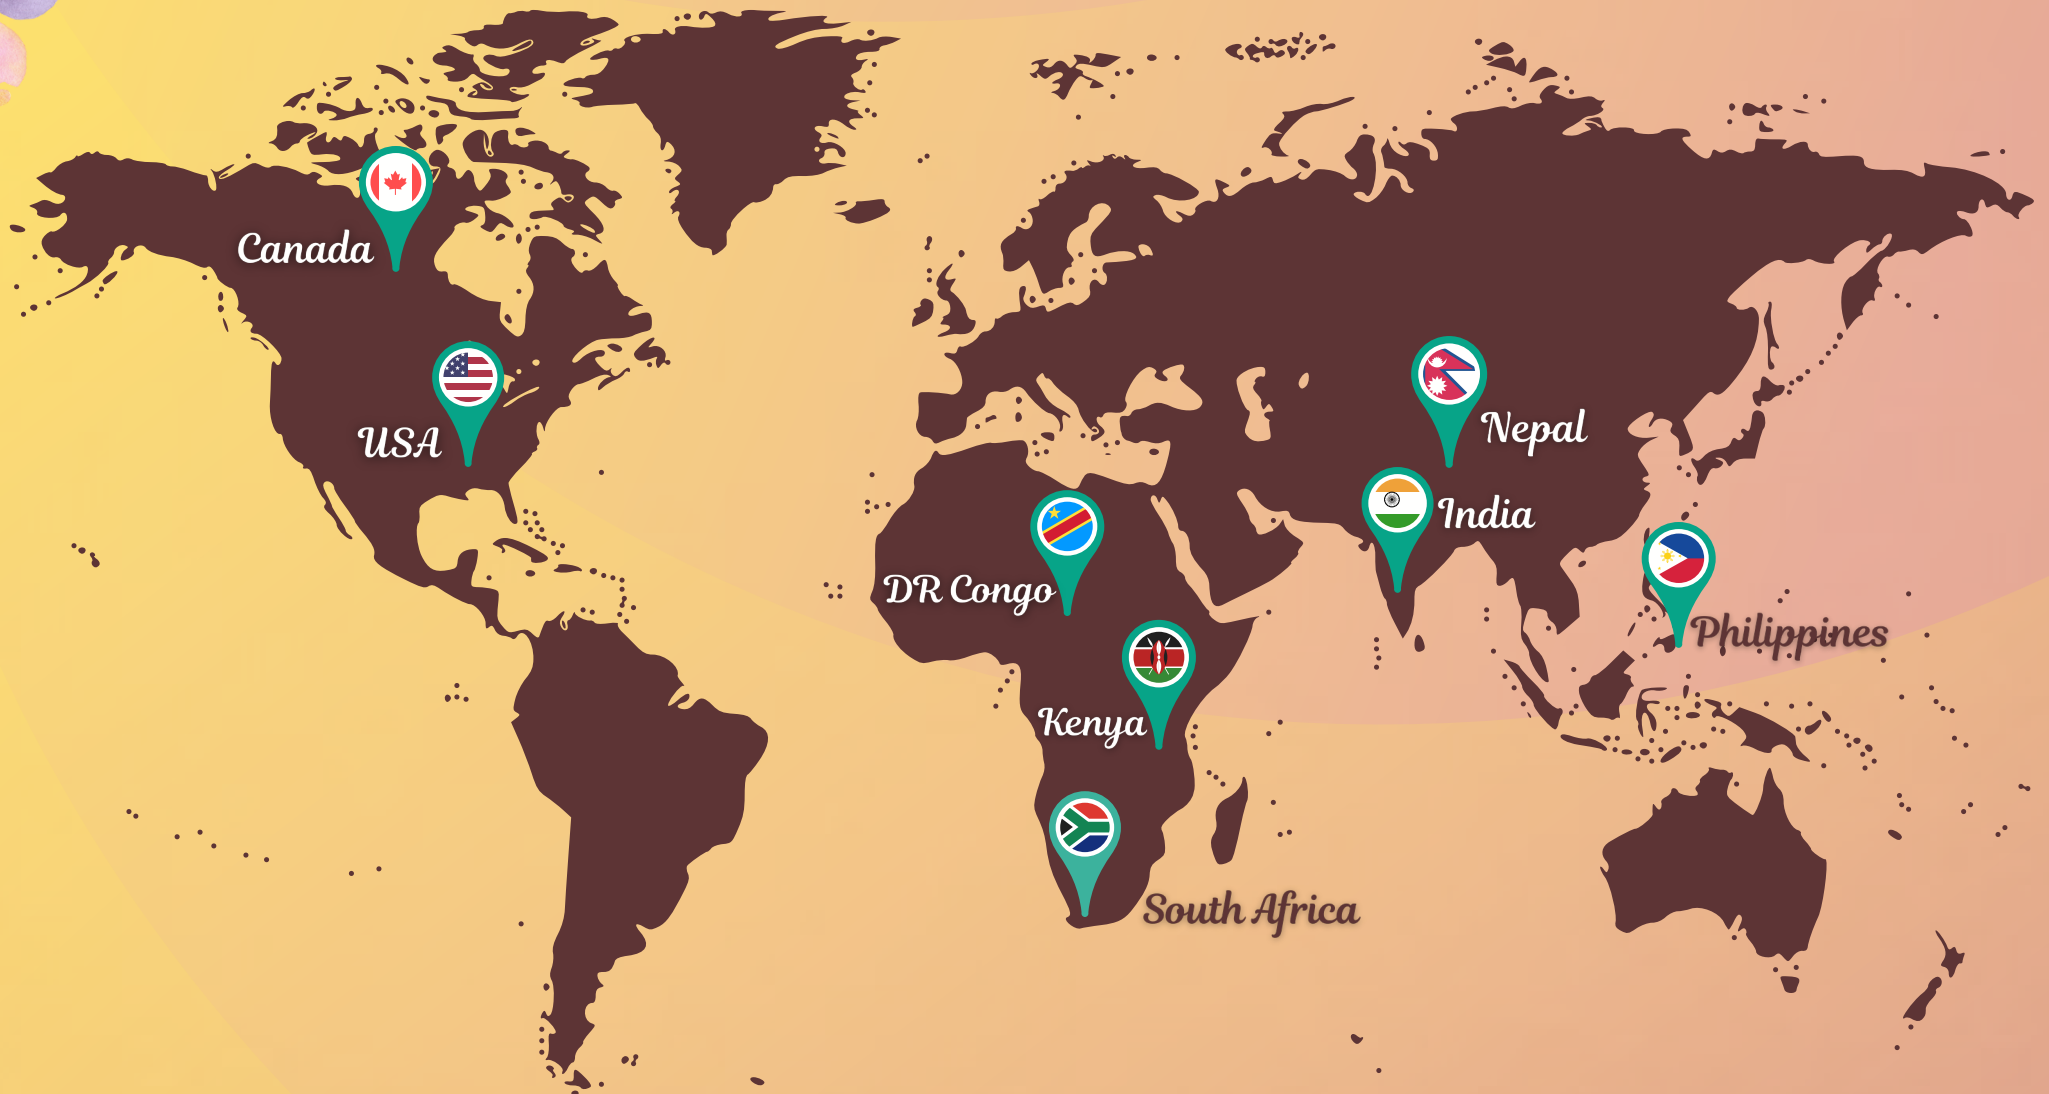 Canada
USA
Nepal
India
DR Congo
Philippines
Kenya
South Africa